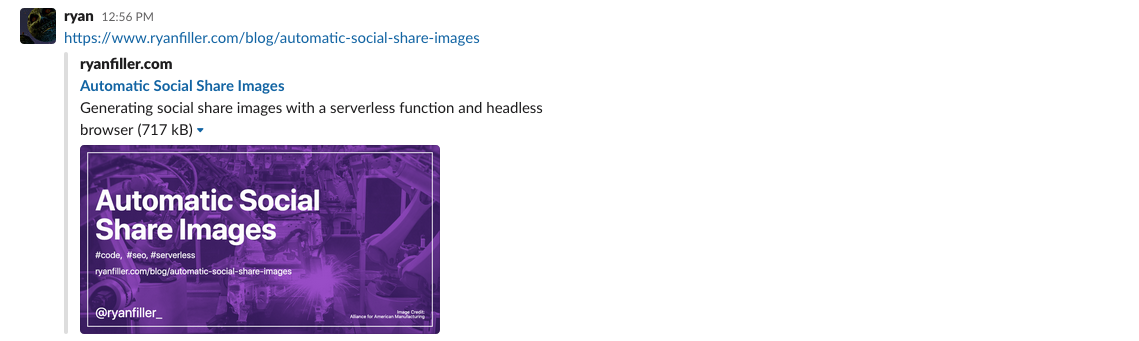 ryan 12:56 PM
https://www.ryanfiller.com/blog/automatic-social-share-images
ryanfiller.com
Automatic Social Share Images
Generating social share images with a serverless function and headless
browser (717 kB)
Automatic Social
Share Images
#code, #seo, #serverless
ryanfiller.com/blog/automatic-social-share-images
@ryanfiller_
Image Credit:
Alliance for American Manufacturing